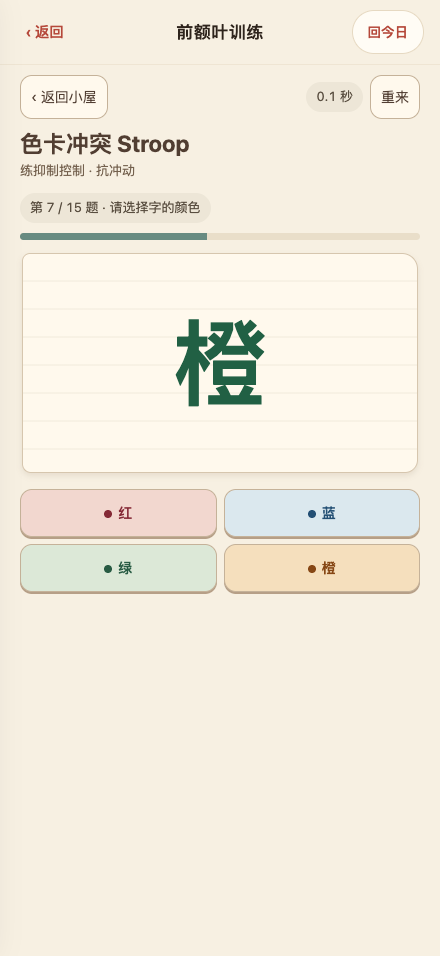 ‹ 返回
前额叶训练
回今日
‹ 返回小屋
0.1 秒
重来
色卡冲突 Stroop
练抑制控制 · 抗冲动
第 7 / 15 题 · 请选择字的颜色
橙
红
蓝
绿
橙